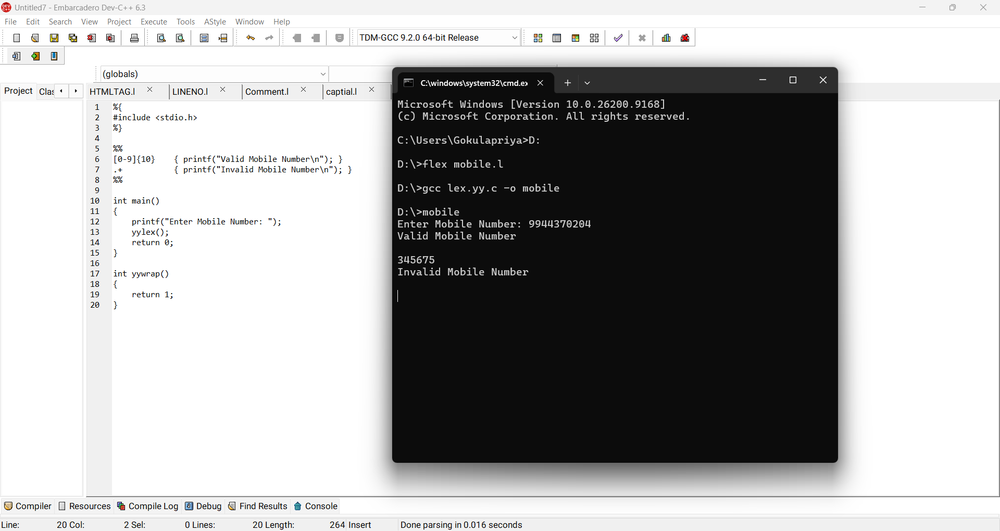 Untitled7 - Embarcadero Dev-C++ 6.3
File Edit Search View Project Execute Tools AStyle Window Help
TDM-GCC 9.2.0 64-bit Release
(globals)
Project Clas HTMLTAG.l LINENO.l Comment.l captial.l
1 %{
2 #include <stdio.h>
3 %}
4
5 %%
6 [0-9]{10}    { printf("Valid Mobile Number\n"); }
7 .+           { printf("Invalid Mobile Number\n"); }
8 %%
9
10 int main()
11 {
12     printf("Enter Mobile Number: ");
13     yylex();
14     return 0;
15 }
16
17 int yywrap()
18 {
19     return 1;
20 }
C:\windows\system32\cmd.ex
Microsoft Windows [Version 10.0.26200.9168]
(c) Microsoft Corporation. All rights reserved.
C:\Users\Gokulapriya>D:
D:\>flex mobile.l
D:\>gcc lex.yy.c -o mobile
D:\>mobile
Enter Mobile Number: 9944370204
Valid Mobile Number
345675
Invalid Mobile Number
Compiler Resources Compile Log Debug Find Results Console
Line: 20 Col: 2 Sel: 0 Lines: 20 Length: 264 Insert Done parsing in 0.016 seconds